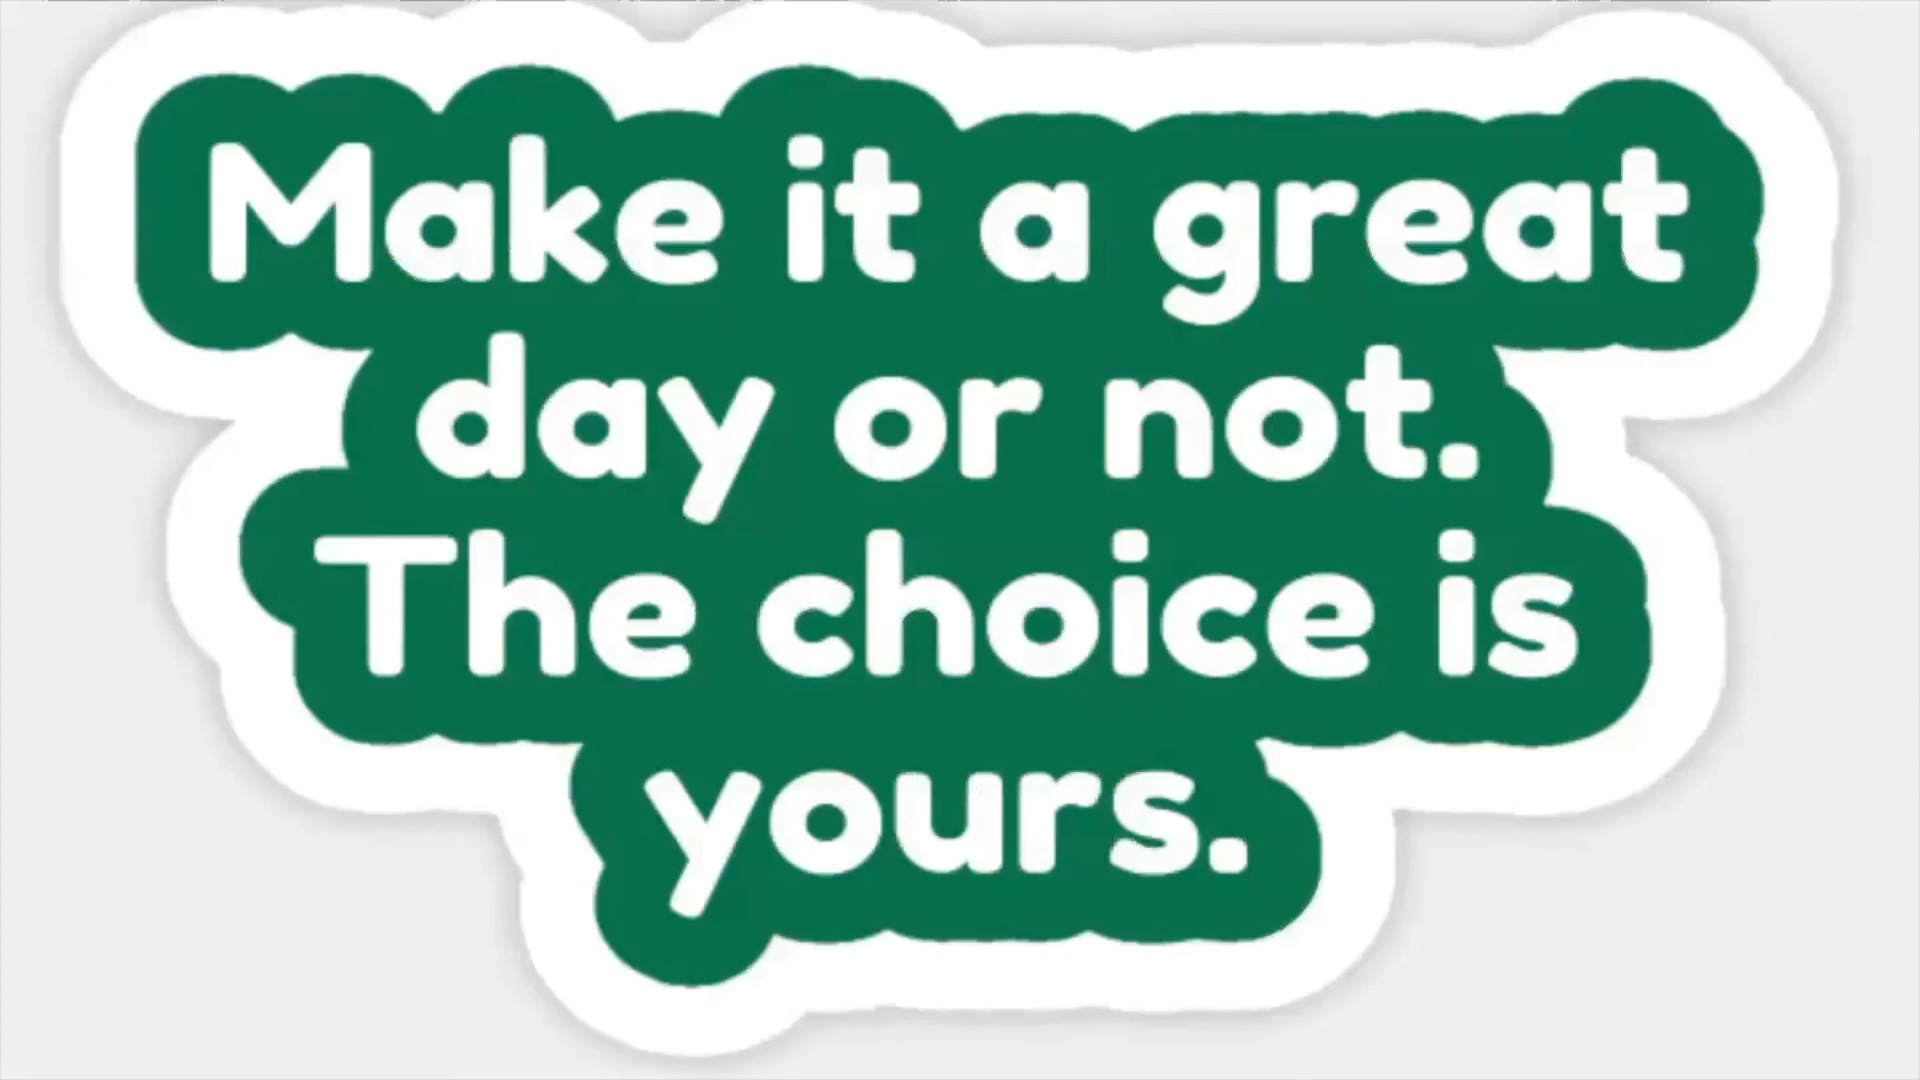 Make it a great
day or not.
The choice is
yours.